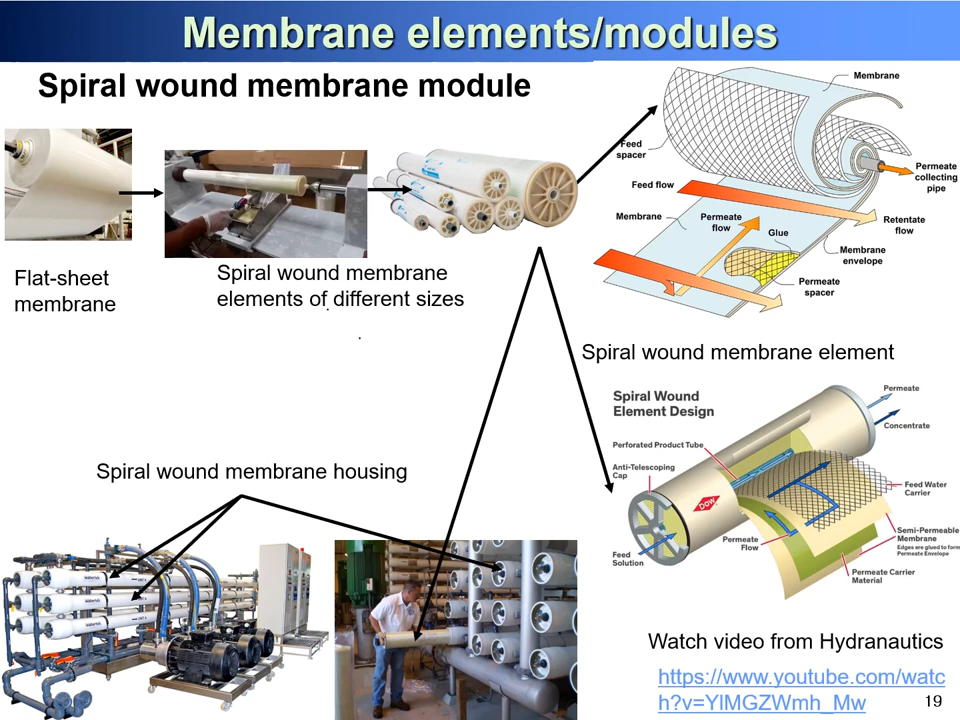 Membrane elements/modules
Spiral wound membrane module
Flat-sheet
membrane
Spiral wound membrane
elements of different sizes
Membrane
Feed
spacer
Permeate
collecting
pipe
Feed flow
Membrane
Permeate
flow
Glue
Retentate
flow
Membrane
envelope
Permeate
spacer
Spiral wound membrane element
Spiral Wound
Element Design
Permeate
Concentrate
Perforated Product Tube
Anti-Telescoping
Cap
DOW
Feed Water
Carrier
Semi-Permeable
Membrane
Edges are glued to form
Permeate Envelope
Permeate
Flow
Feed
Solution
Permeate Carrier
Material
Spiral wound membrane housing
Watch video from Hydranautics
https://www.youtube.com/watc
h?v=YlMGZWmh_Mw
19